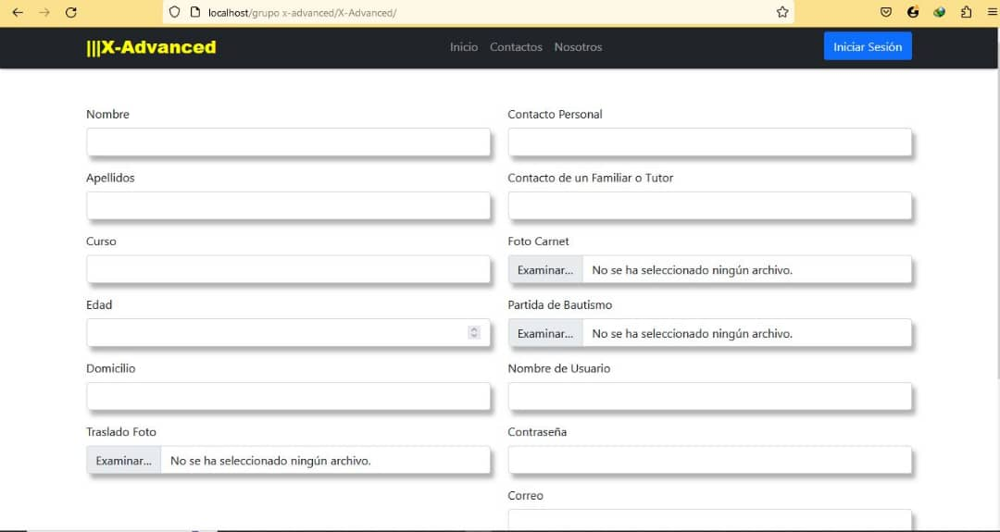 localhost/grupo x-advanced/X-Advanced/
|||X-Advanced
Inicio Contactos Nosotros
Iniciar Sesión
Nombre
Apellidos
Curso
Edad
Domicilio
Traslado Foto
Examinar... No se ha seleccionado ningún archivo.
Contacto Personal
Contacto de un Familiar o Tutor
Foto Carnet
Examinar... No se ha seleccionado ningún archivo.
Partida de Bautismo
Examinar... No se ha seleccionado ningún archivo.
Nombre de Usuario
Contraseña
Correo